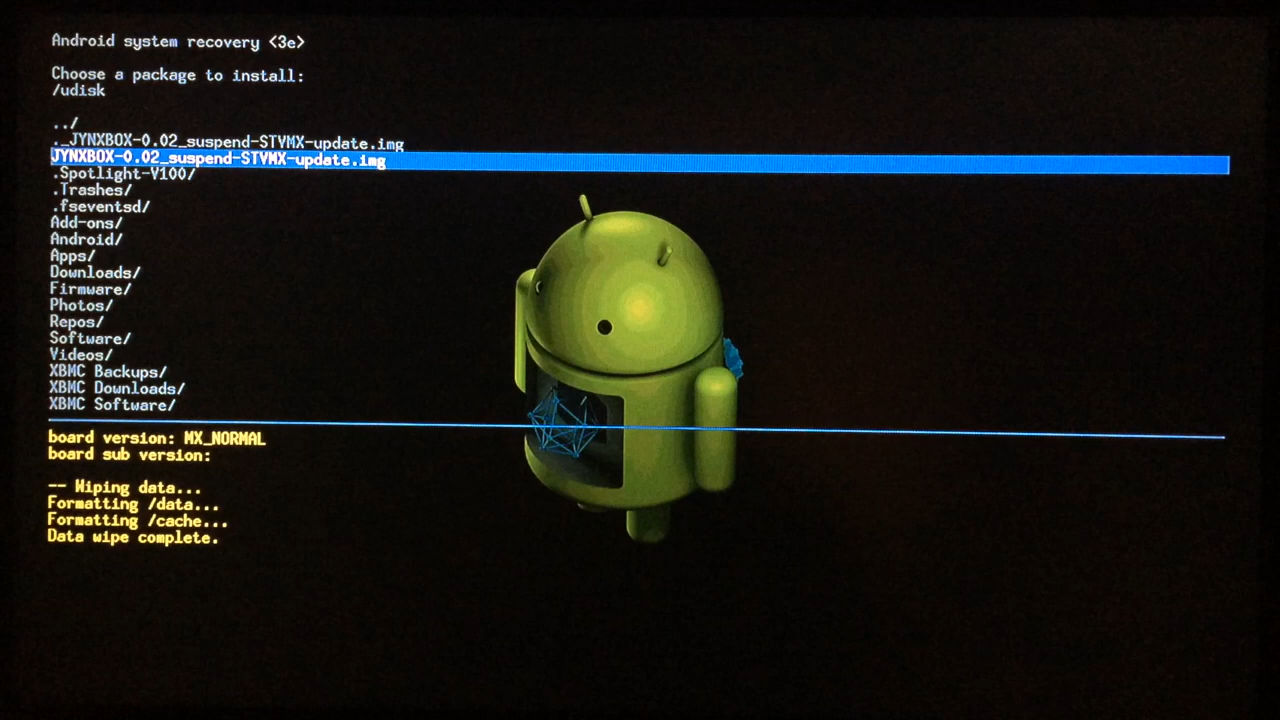 Android system recovery <3e>
Choose a package to install:
/udisk
../
._JYNXBOX-0.02_suspend-STVMX-update.img
JYNXBOX-0.02_suspend-STVMX-update.img
.Spotlight-V100/
.Trashes/
.fseventsd/
Add-ons/
Android/
Apps/
Downloads/
Firmware/
Photos/
Repos/
Software/
Videos/
XBMC Backups/
XBMC Downloads/
XBMC Software/
board version: MX_NORMAL
board sub version:
-- Wiping data...
Formatting /data...
Formatting /cache...
Data wipe complete.